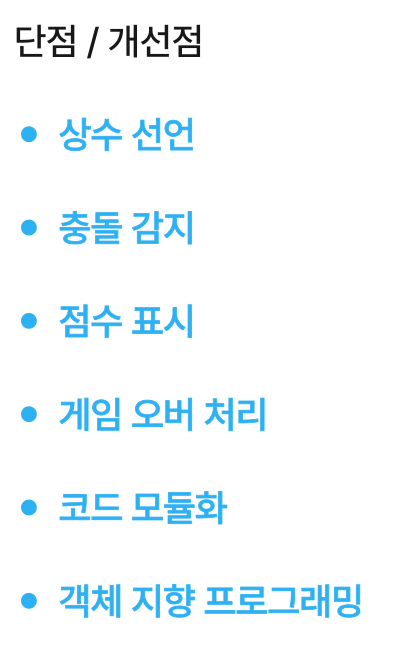 단점 / 개선점
• 상수 선언
• 충돌 감지
• 점수 표시
• 게임 오버 처리
• 코드 모듈화
• 객체 지향 프로그래밍